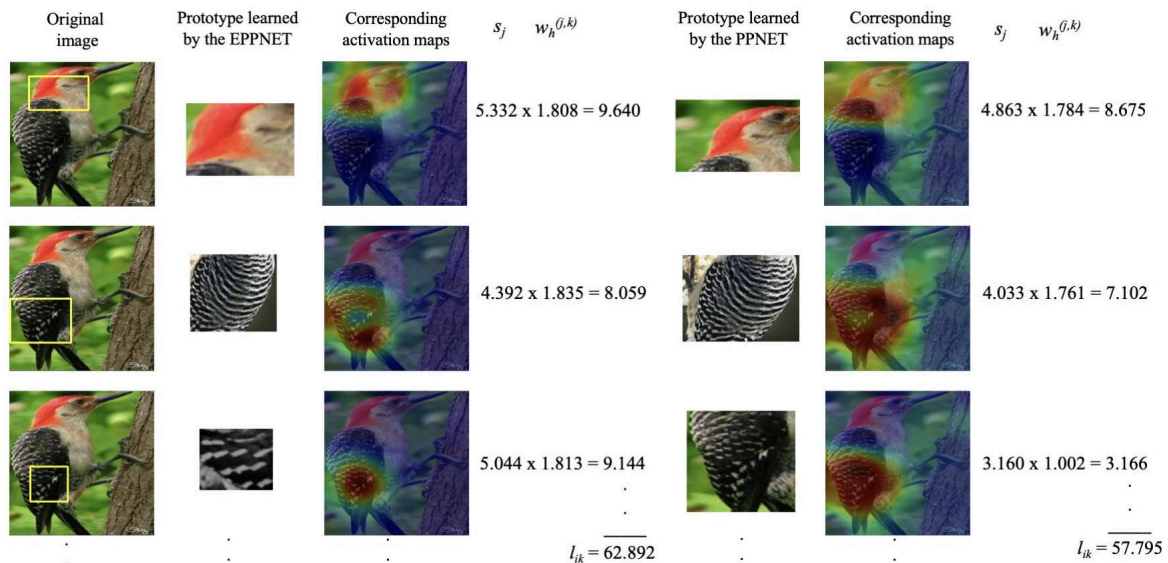 Original image
Prototype learned by the EPPNET
Corresponding activation maps
s_j w_h^(j,k)
Prototype learned by the PPNET
Corresponding activation maps
s_j w_h^(j,k)
5.332 x 1.808 = 9.640
4.863 x 1.784 = 8.675
4.392 x 1.835 = 8.059
4.033 x 1.761 = 7.102
5.044 x 1.813 = 9.144
3.160 x 1.002 = 3.166
l_ik = 62.892
l_ik = 57.795